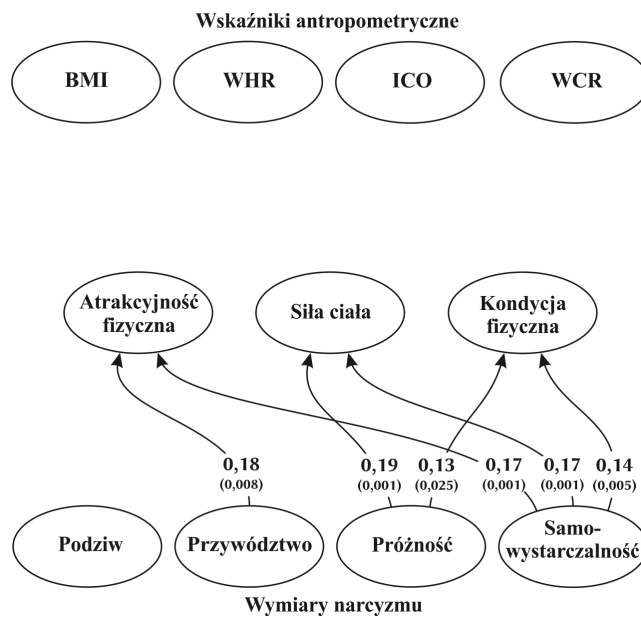 Wskaźniki antropometryczne
BMI
WHR
ICO
WCR
Atrakcyjność
fizyczna
Siła ciała
Kondycja
fizyczna
0,18
(0,008)
0,19
(0,001)
0,13
(0,025)
0,17
(0,001)
0,17
(0,001)
0,14
(0,005)
Podziw
Przywództwo
Próżność
Samo-
wystarczalność
Wymiary narcyzmu